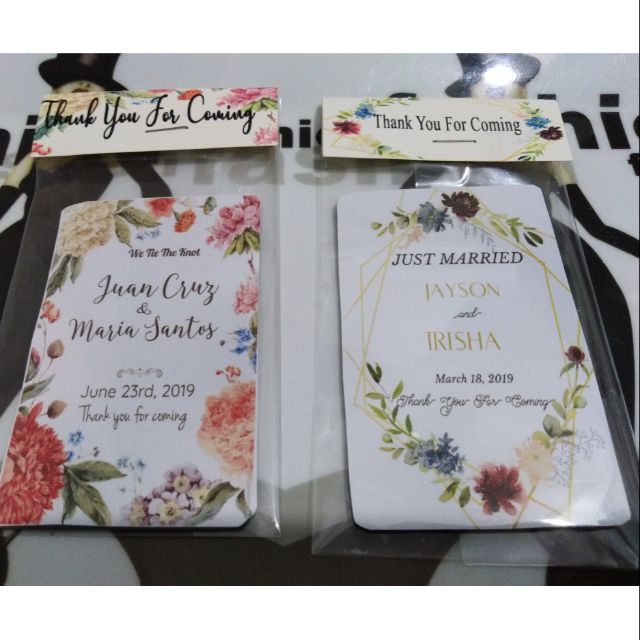 Thank You For Coming
We Tie The Knot
Juan Cruz
&
Maria Santos
June 23rd, 2019
Thank you for coming
Thank You For Coming
JUST MARRIED
JAYSON
and
TRISHA
March 18, 2019
Thank You For Coming